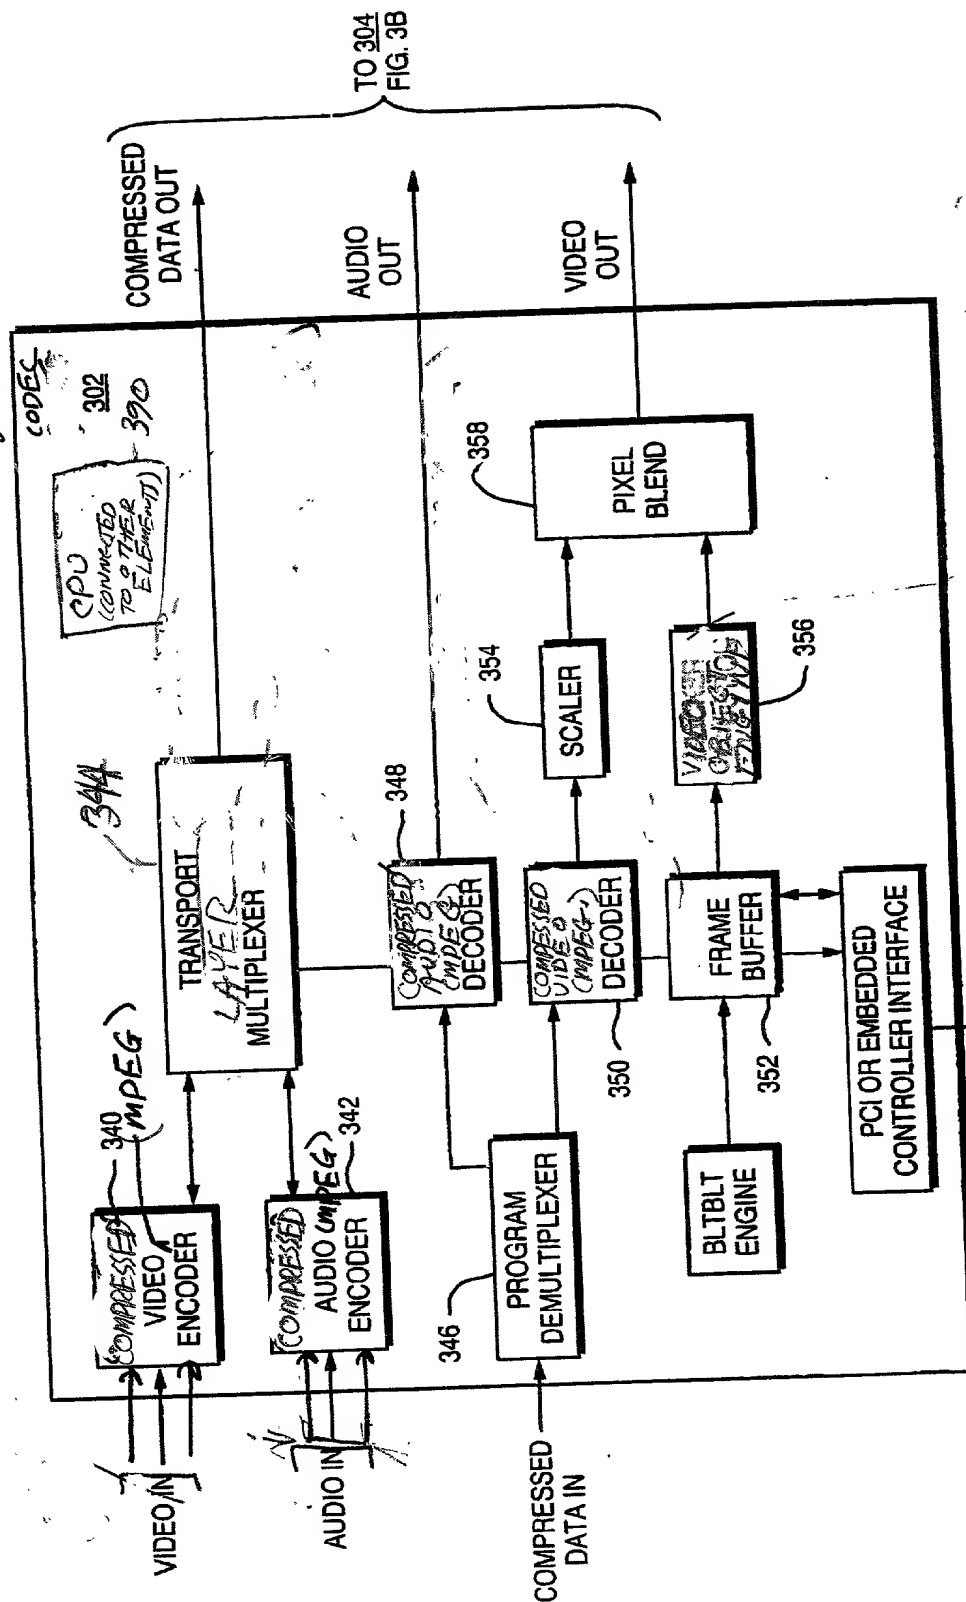 CODEC
302
CPU
(CONNECTED
TO OTHER
ELEMENTS)
390
COMPRESSED
DATA OUT
AUDIO
OUT
VIDEO
OUT
TO 304
FIG. 3B
344
TRANSPORT
LAYER
MULTIPLEXER
340
(MPEG)
COMPRESSED
VIDEO
ENCODER
VIDEO IN
342
COMPRESSED
AUDIO (MPEG)
ENCODER
AUDIO IN
348
COMPRESSED
AUDIO
(MPEG)
DECODER
COMPRESSED
VIDEO
(MPEG)
DECODER
350
346
PROGRAM
DEMULTIPLEXER
COMPRESSED
DATA IN
354
SCALER
358
PIXEL
BLEND
356
FRAME
BUFFER
352
BLTBLT
ENGINE
PCI OR EMBEDDED
CONTROLLER INTERFACE